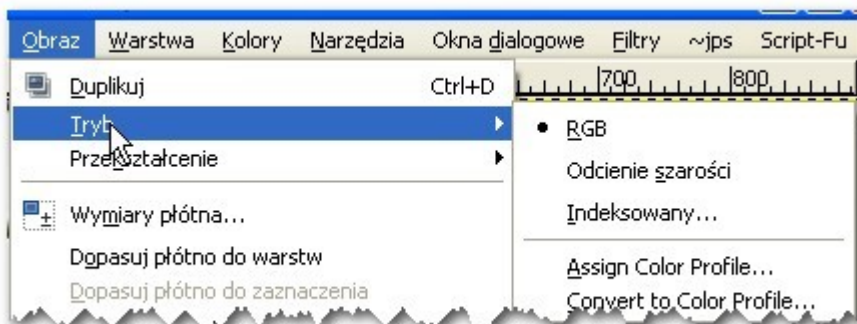 Obraz Warstwa Kolory Narzędzia Okna dialogowe Filtry ~jps Script-Fu
Duplikuj Ctrl+D
700 800
Tryb
Przekształcenie
Wymiary płótna...
Dopasuj płótno do warstw
Dopasuj płótno do zaznaczenia
RGB
Odcienie szarości
Indeksowany...
Assign Color Profile...
Convert to Color Profile...